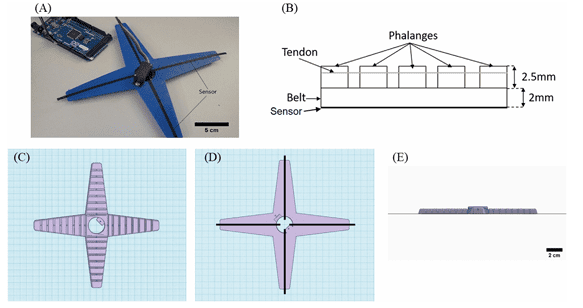 (A)
Sensor
5 cm
(B)
Phalanges
Tendon
2.5mm
Belt
2mm
Sensor
(C)
(D)
(E)
2 cm